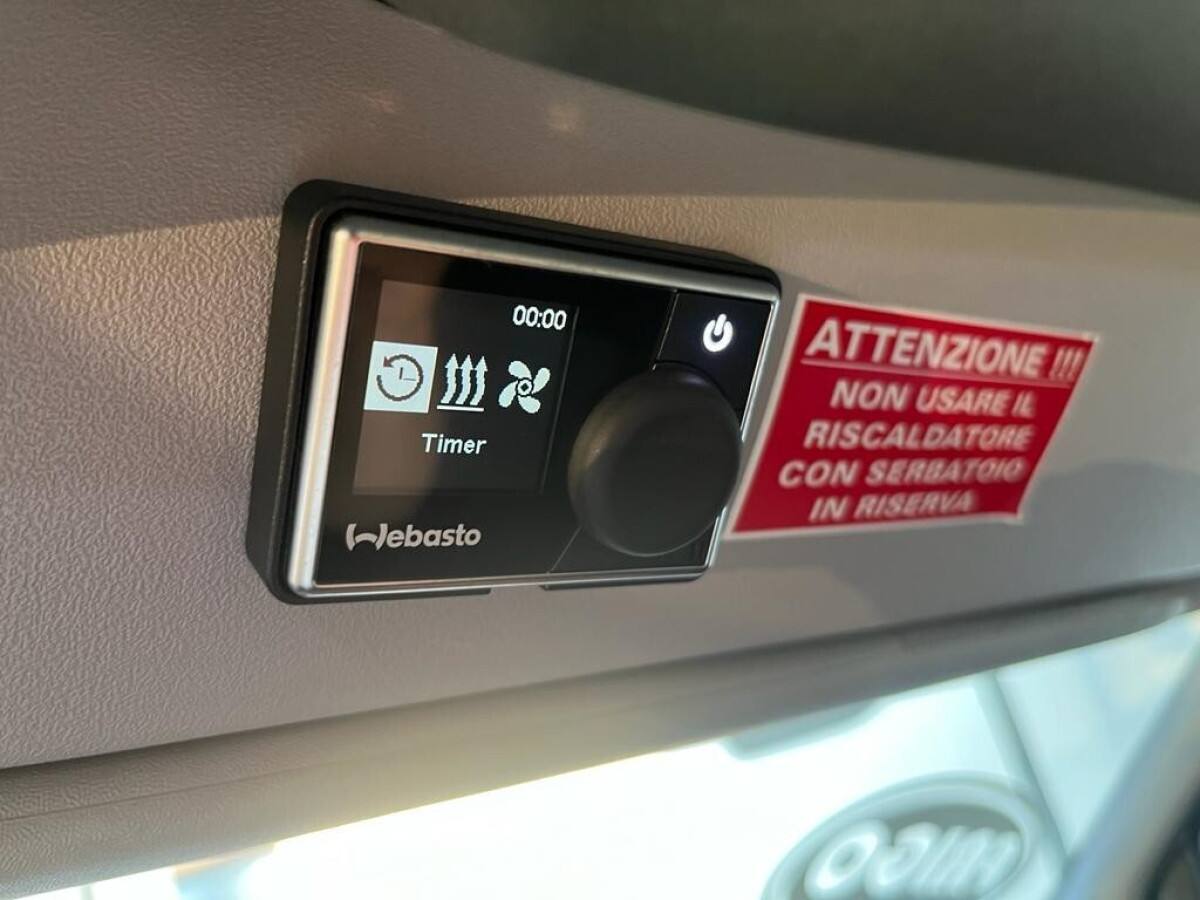 00:00
Timer
Webasto
ATTENZIONE !!!
NON USARE IL
RISCALDATORE
CON SERBATOIO
IN RISERVA